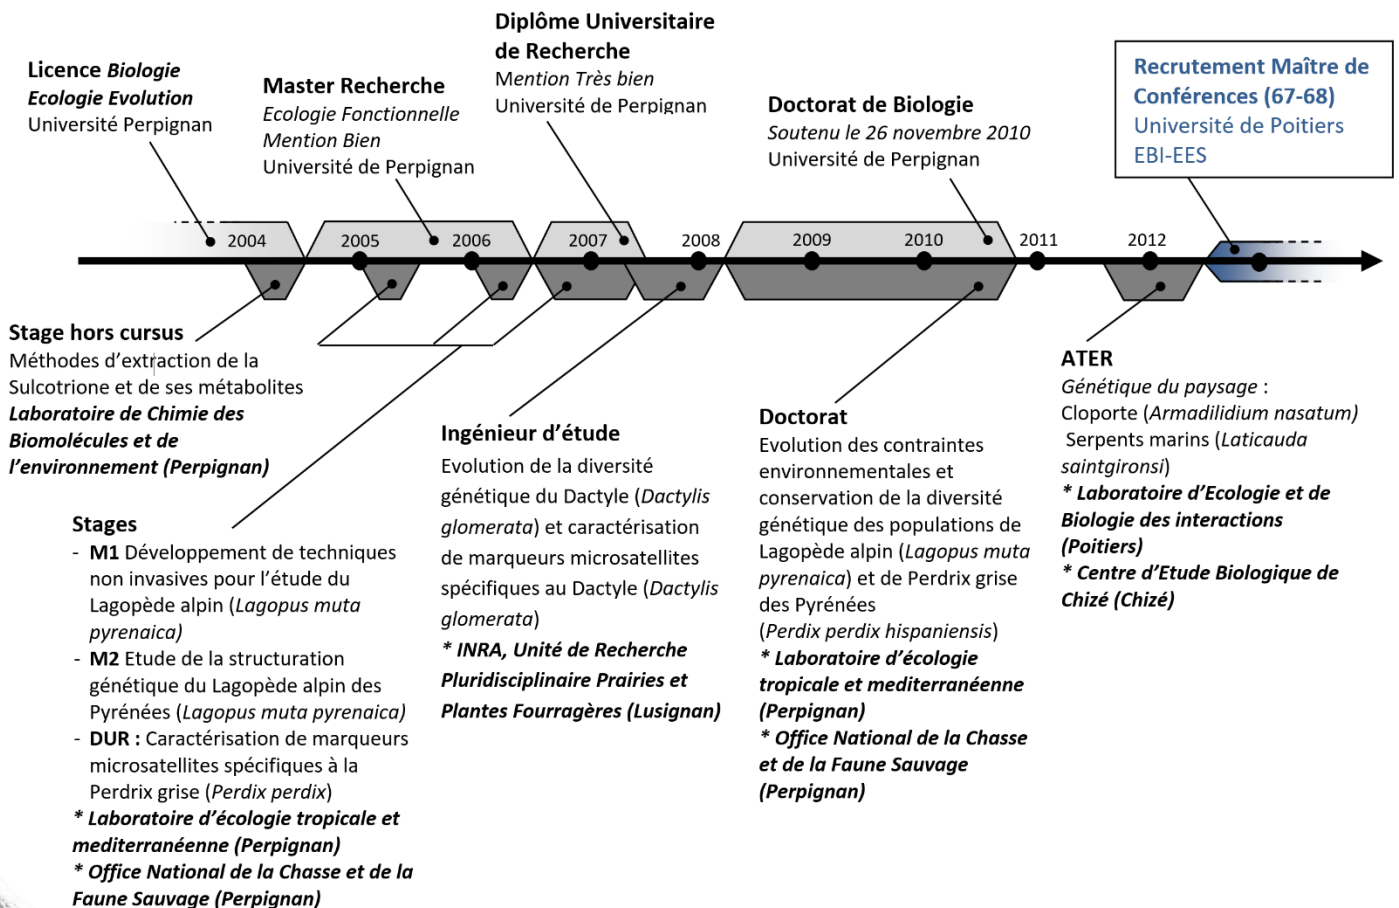 Licence Biologie
Ecologie Evolution
Université Perpignan
Master Recherche
Ecologie Fonctionnelle
Mention Bien
Université de Perpignan
Diplôme Universitaire
de Recherche
Mention Très bien
Université de Perpignan
Doctorat de Biologie
Soutenu le 26 novembre 2010
Université de Perpignan
Recrutement Maître de
Conférences (67-68)
Université de Poitiers
EBI-EES
2004 2005 2006 2007 2008 2009 2010 2011 2012
Stage hors cursus
Méthodes d’extraction de la
Sulcotrione et de ses métabolites
Laboratoire de Chimie des
Biomolécules et de
l’environnement (Perpignan)
Stages
- M1 Développement de techniques
non invasives pour l’étude du
Lagopède alpin (Lagopus muta
pyrenaica)
- M2 Etude de la structuration
génétique du Lagopède alpin des
Pyrénées (Lagopus muta pyrenaica)
- DUR : Caractérisation de marqueurs
microsatellites spécifiques à la
Perdrix grise (Perdix perdix)
* Laboratoire d’écologie tropicale et
mediterranéenne (Perpignan)
* Office National de la Chasse et de la
Faune Sauvage (Perpignan)
Ingénieur d’étude
Evolution de la diversité
génétique du Dactyle (Dactylis
glomerata) et caractérisation
de marqueurs microsatellites
spécifiques au Dactyle (Dactylis
glomerata)
* INRA, Unité de Recherche
Pluridisciplinaire Prairies et
Plantes Fourragères (Lusignan)
Doctorat
Evolution des contraintes
environnementales et
conservation de la diversité
génétique des populations de
Lagopède alpin (Lagopus muta
pyrenaica) et de Perdrix grise
des Pyrénées
(Perdix perdix hispaniensis)
* Laboratoire d’écologie
tropicale et mediterranéenne
(Perpignan)
* Office National de la Chasse
et de la Faune Sauvage
(Perpignan)
ATER
Génétique du paysage :
Cloporte (Armadilidium nasatum)
Serpents marins (Laticauda
saintgironsi)
* Laboratoire d’Ecologie et de
Biologie des interactions
(Poitiers)
* Centre d’Etude Biologique de
Chizé (Chizé)